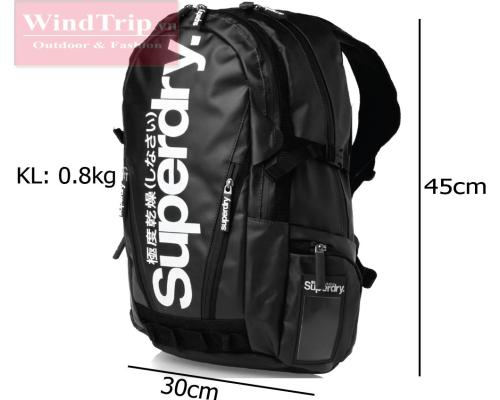 WindTrip.vn
Outdoor & Fashion
Superdry.
極度乾燥(しなさい)
KL: 0.8kg
superdry
45cm
Superdry.
30cm